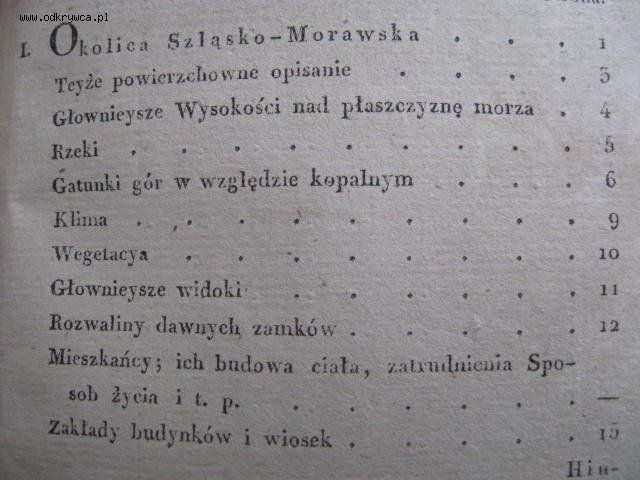 www.odkrywca.pl
I. Okolica Szląsko-Morawska . . . 1
Teyże powierzchowne opisanie . . . . 3
Głownieysze Wysokości nad płaszczyznę morza . 4
Rzeki . . . . . . . . . . 5
Gatunki gór w względzie kopalnym . . . 6
Klima . . . . . . . . . . 9
Wegetacya . . . . . . . . 10
Głownieysze widoki . . . . . . 11
Rozwaliny dawnych zamków . . . . . 12
Mieszkańcy; ich budowa ciała, zatrudnienia Spo-
sob życia i t. p. . . . . . . —
Zakłady budynków i wiosek . . . . . 15
Hin-